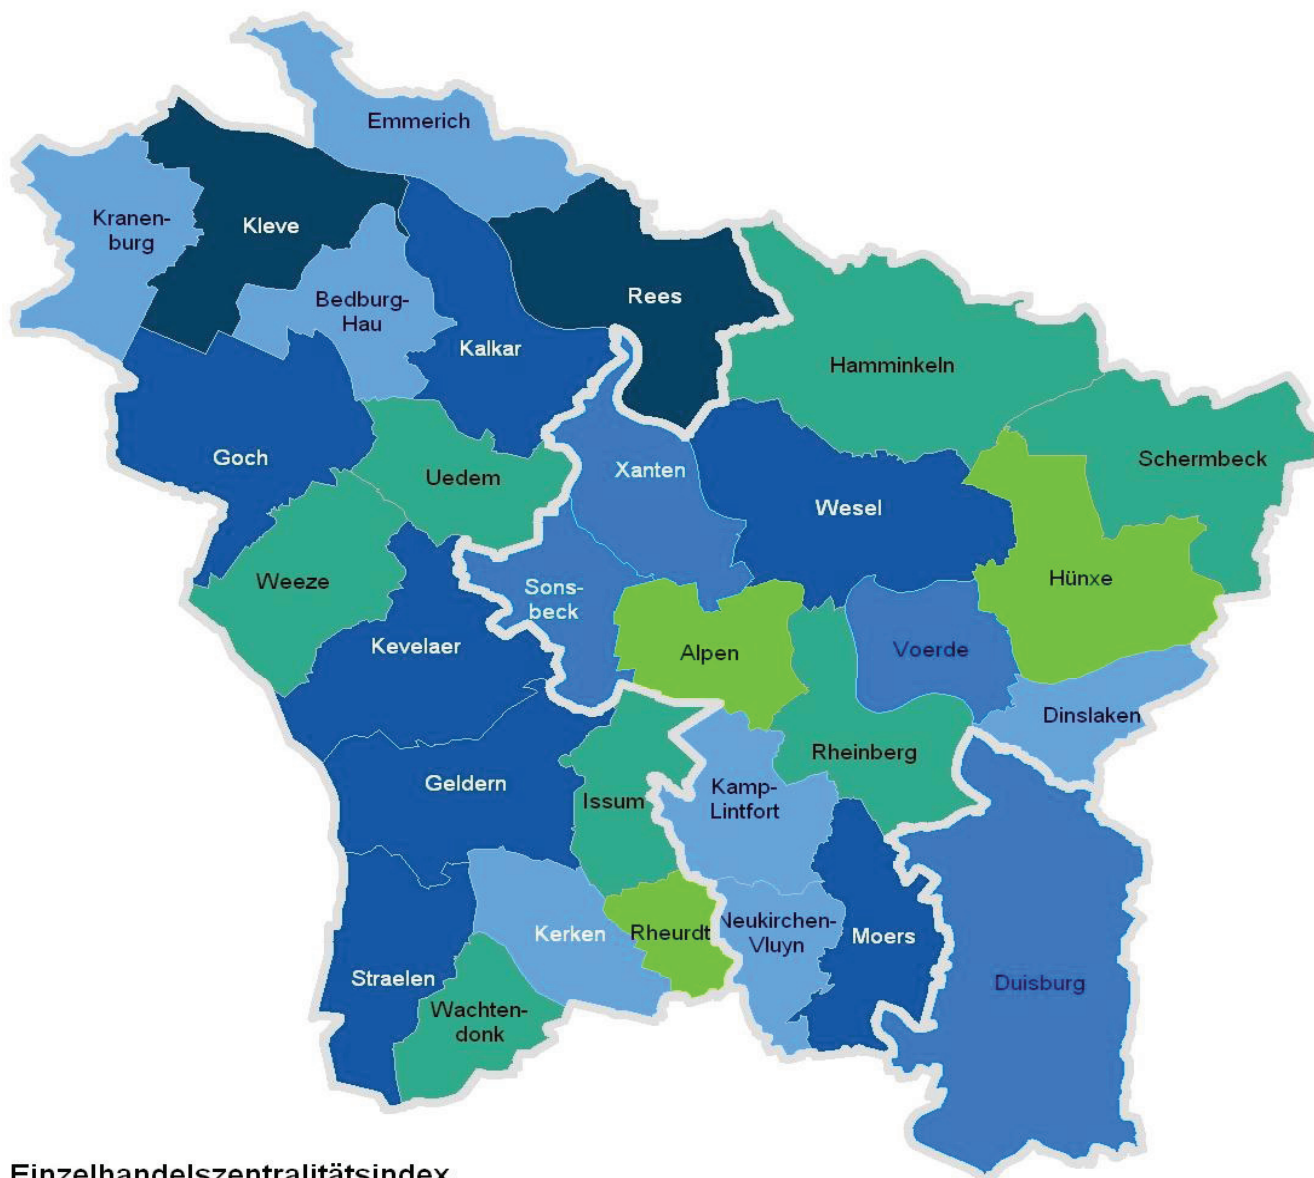 Emmerich
Kranen-
burg
Kleve
Bedburg-
Hau
Rees
Kalkar
Hamminkeln
Goch
Uedem
Xanten
Schermbeck
Wesel
Weeze
Sons-
beck
Hünxe
Kevelaer
Alpen
Voerde
Dinslaken
Geldern
Issum
Kamp-
Lintfort
Rheinberg
Kerken
Rheurdt
Neukirchen-
Vluyn
Moers
Straelen
Wachten-
donk
Duisburg
Einzelhandelszentralitätsindex